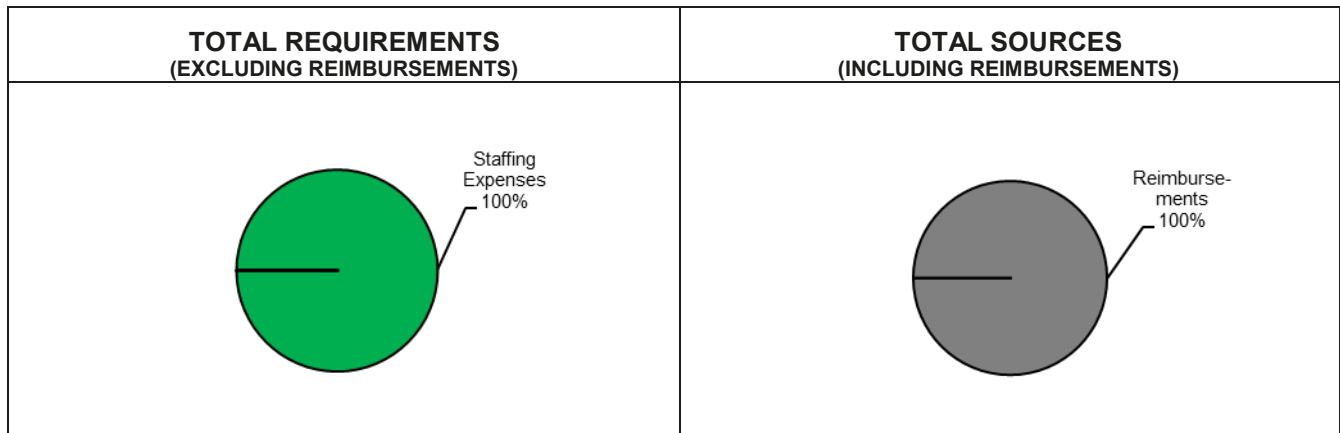 TOTAL REQUIREMENTS
(EXCLUDING REIMBURSEMENTS)
TOTAL SOURCES
(INCLUDING REIMBURSEMENTS)
Staffing
Expenses
100%
Reimburse-
ments
100%